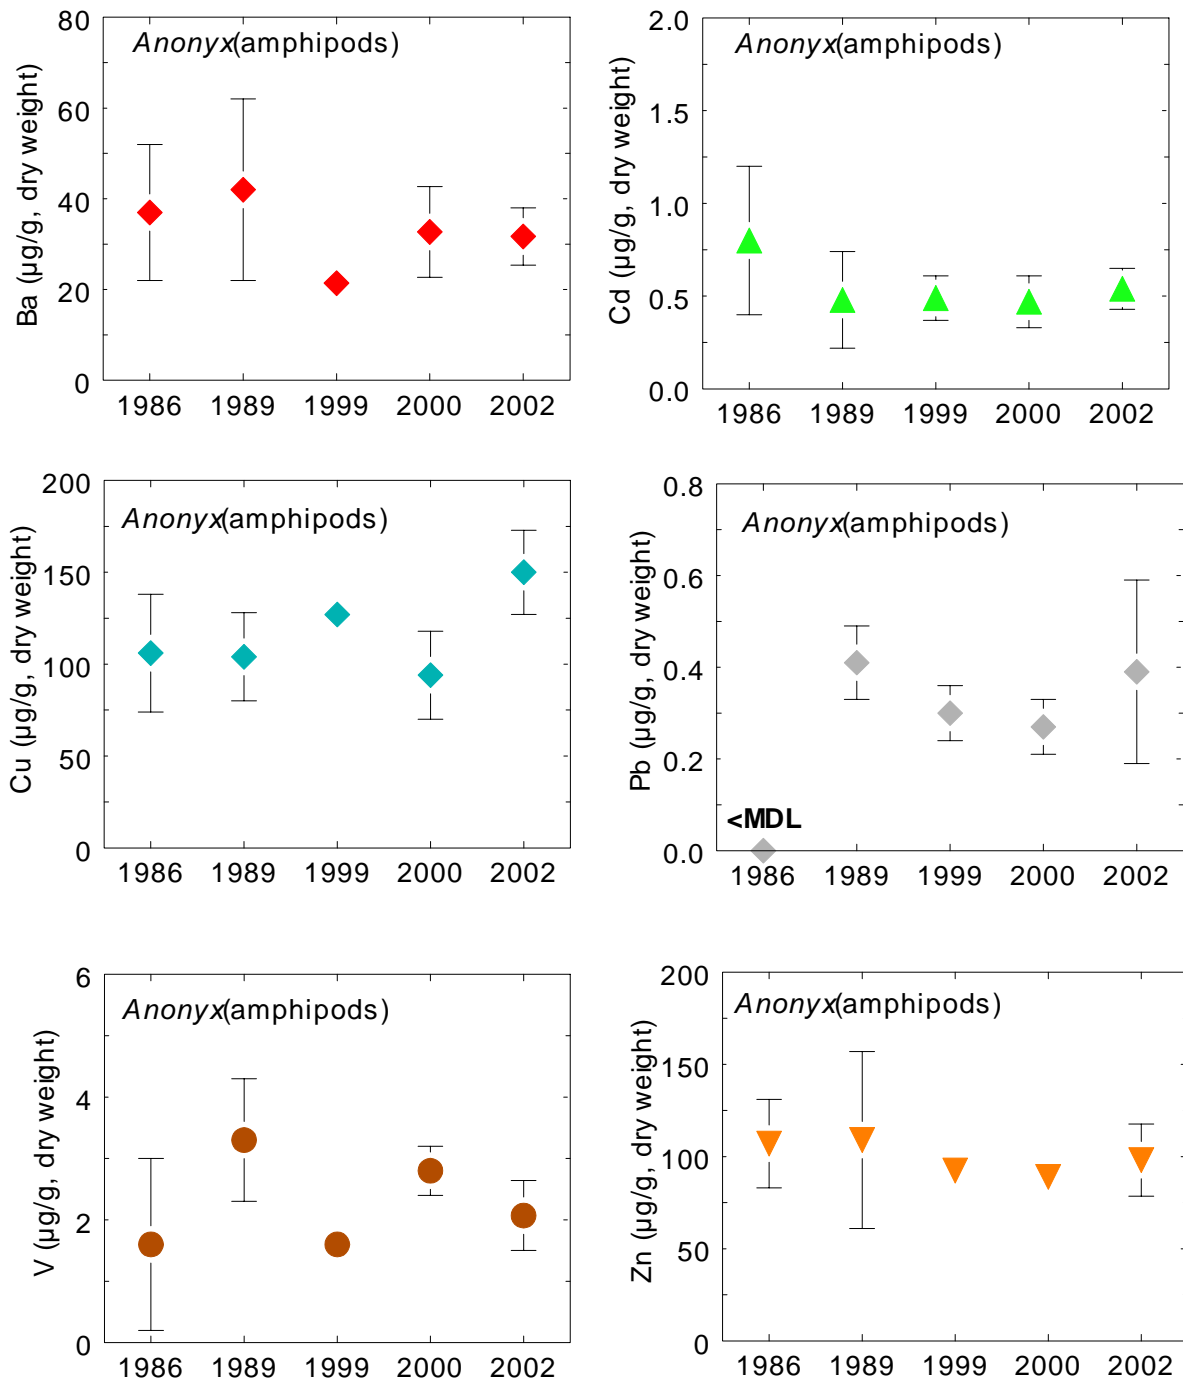 Ba (µg/g, dry weight)
80
60
40
20
0
Anonyx(amphipods)
1986 1989 1999 2000 2002
Cd (µg/g, dry weight)
2.0
1.5
1.0
0.5
0.0
Anonyx(amphipods)
1986 1989 1999 2000 2002
Cu (µg/g, dry weight)
200
150
100
50
0
Anonyx(amphipods)
1986 1989 1999 2000 2002
Pb (µg/g, dry weight)
0.8
0.6
0.4
0.2
0.0
Anonyx(amphipods)
<MDL
1986 1989 1999 2000 2002
V (µg/g, dry weight)
6
4
2
0
Anonyx(amphipods)
1986 1989 1999 2000 2002
Zn (µg/g, dry weight)
200
150
100
50
0
Anonyx(amphipods)
1986 1989 1999 2000 2002